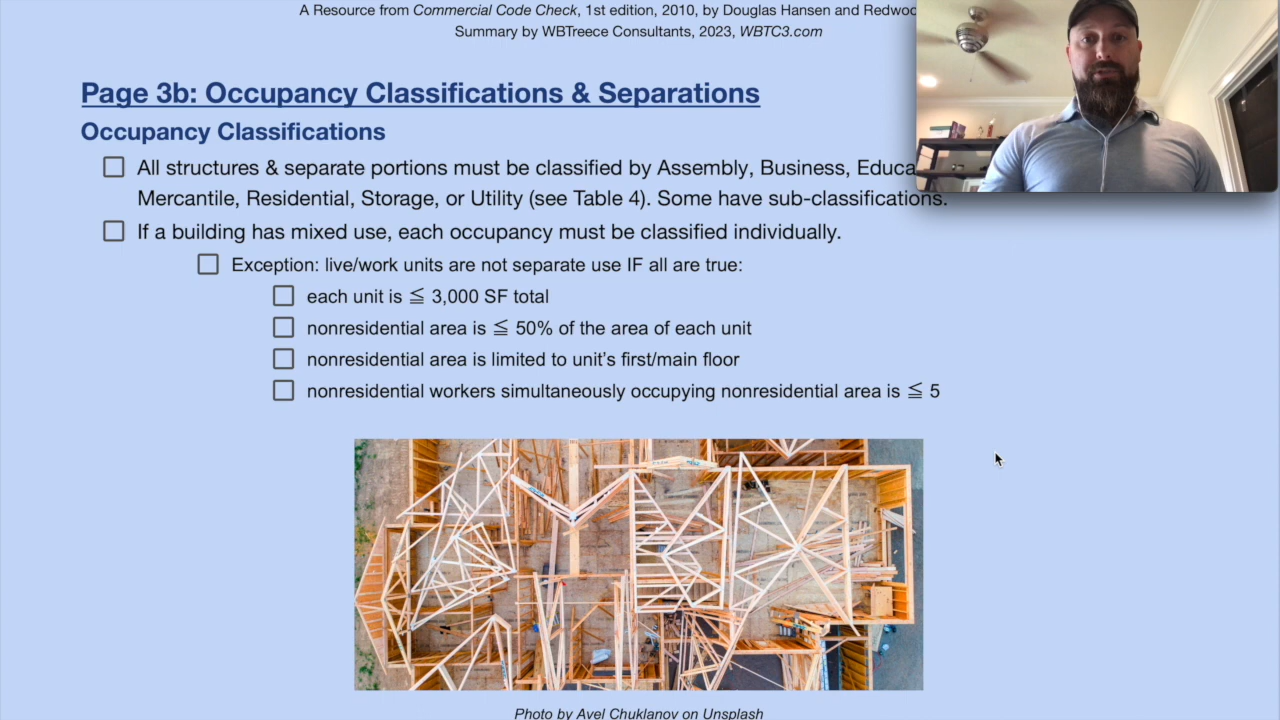 A Resource from Commercial Code Check, 1st edition, 2010, by Douglas Hansen and
Summary by WBTreece Consultants, 2023, WBTC3.com
Page 3b: Occupancy Classifications & Separations
Occupancy Classifications
All structures & separate portions must be classified by Assembly, Business,
Mercantile, Residential, Storage, or Utility (see Table 4). Some have sub-classifications.
If a building has mixed use, each occupancy must be classified individually.
Exception: live/work units are not separate use IF all are true:
each unit is ≦ 3,000 SF total
nonresidential area is ≦ 50% of the area of each unit
nonresidential area is limited to unit’s first/main floor
nonresidential workers simultaneously occupying nonresidential area is ≦ 5
Photo by Avel Chuklanov on Unsplash